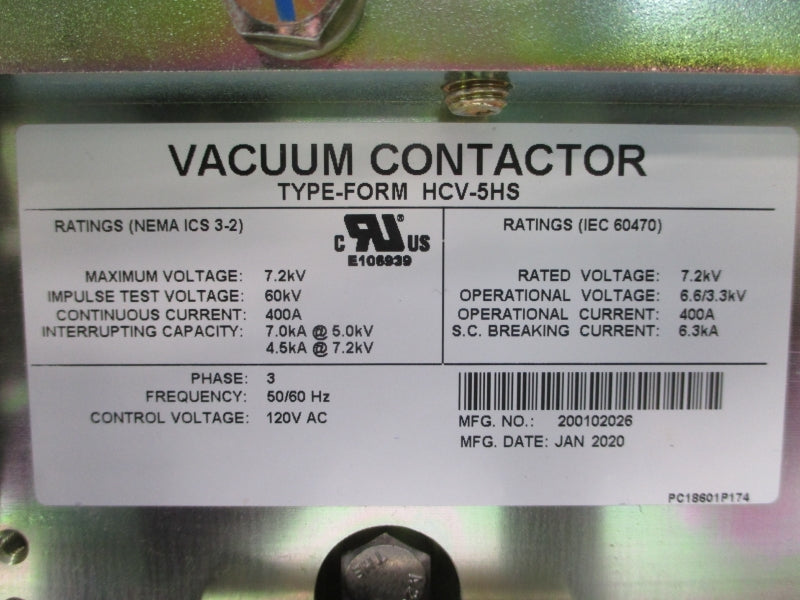 VACUUM CONTACTOR
TYPE-FORM HCV-5HS
RATINGS (NEMA ICS 3-2)
C RU ® US
E106939
MAXIMUM VOLTAGE: 7.2kV
IMPULSE TEST VOLTAGE: 60kV
CONTINUOUS CURRENT: 400A
INTERRUPTING CAPACITY: 7.0kA @ 5.0kV
4.5kA @ 7.2kV
RATINGS (IEC 60470)
RATED VOLTAGE: 7.2kV
OPERATIONAL VOLTAGE: 6.6/3.3kV
OPERATIONAL CURRENT: 400A
S.C. BREAKING CURRENT: 6.3kA
PHASE: 3
FREQUENCY: 50/60 Hz
CONTROL VOLTAGE: 120V AC
MFG. NO.: 200102026
MFG. DATE: JAN 2020
PC18601P174